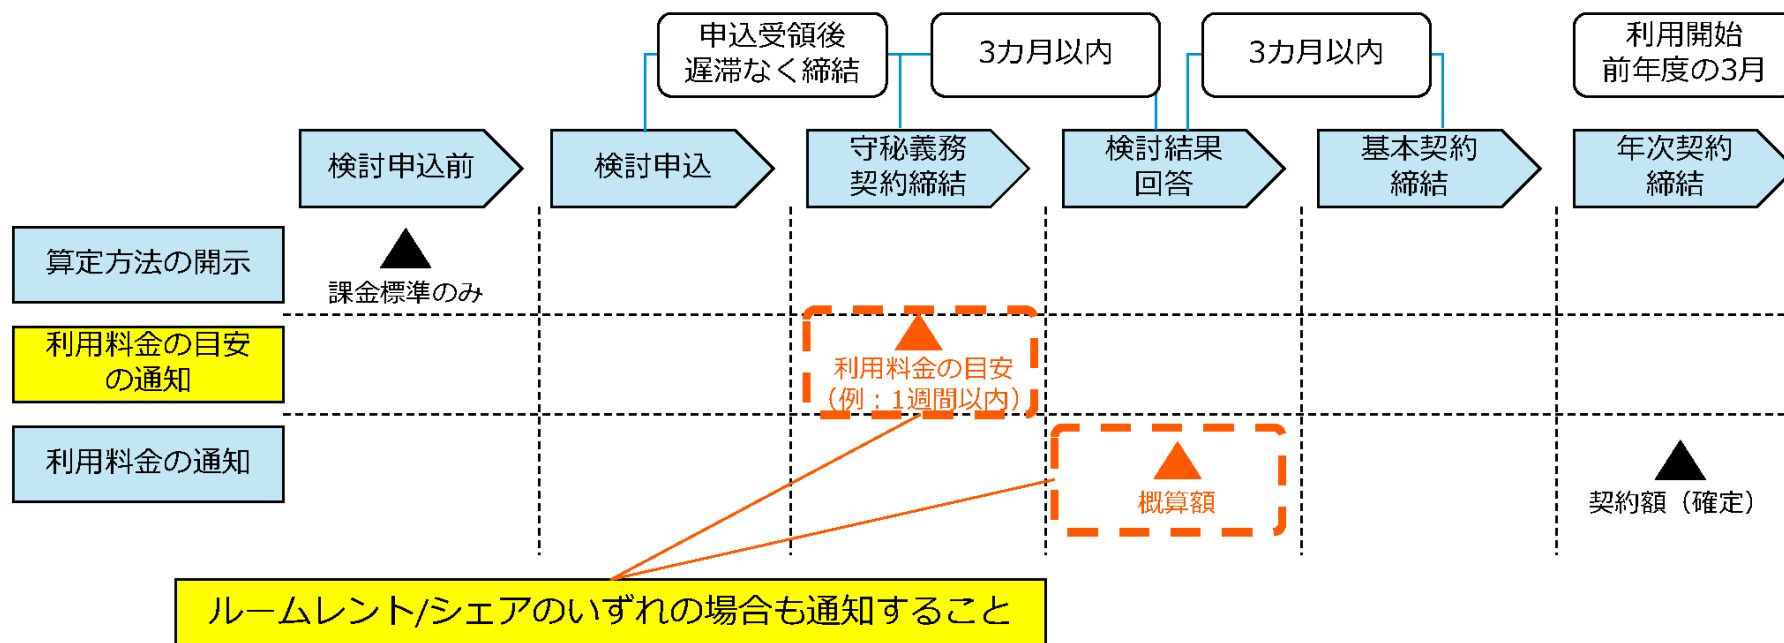 申込受領後
遅滞なく締結
3カ月以内
3カ月以内
利用開始
前年度の3月
検討申込前
検討申込
守秘義務
契約締結
検討結果
回答
基本契約
締結
年次契約
締結
算定方法の開示
課金標準のみ
利用料金の目安
の通知
利用料金の目安
（例：1週間以内）
利用料金の通知
概算額
契約額（確定）
ルームレント/シェアのいずれの場合も通知すること